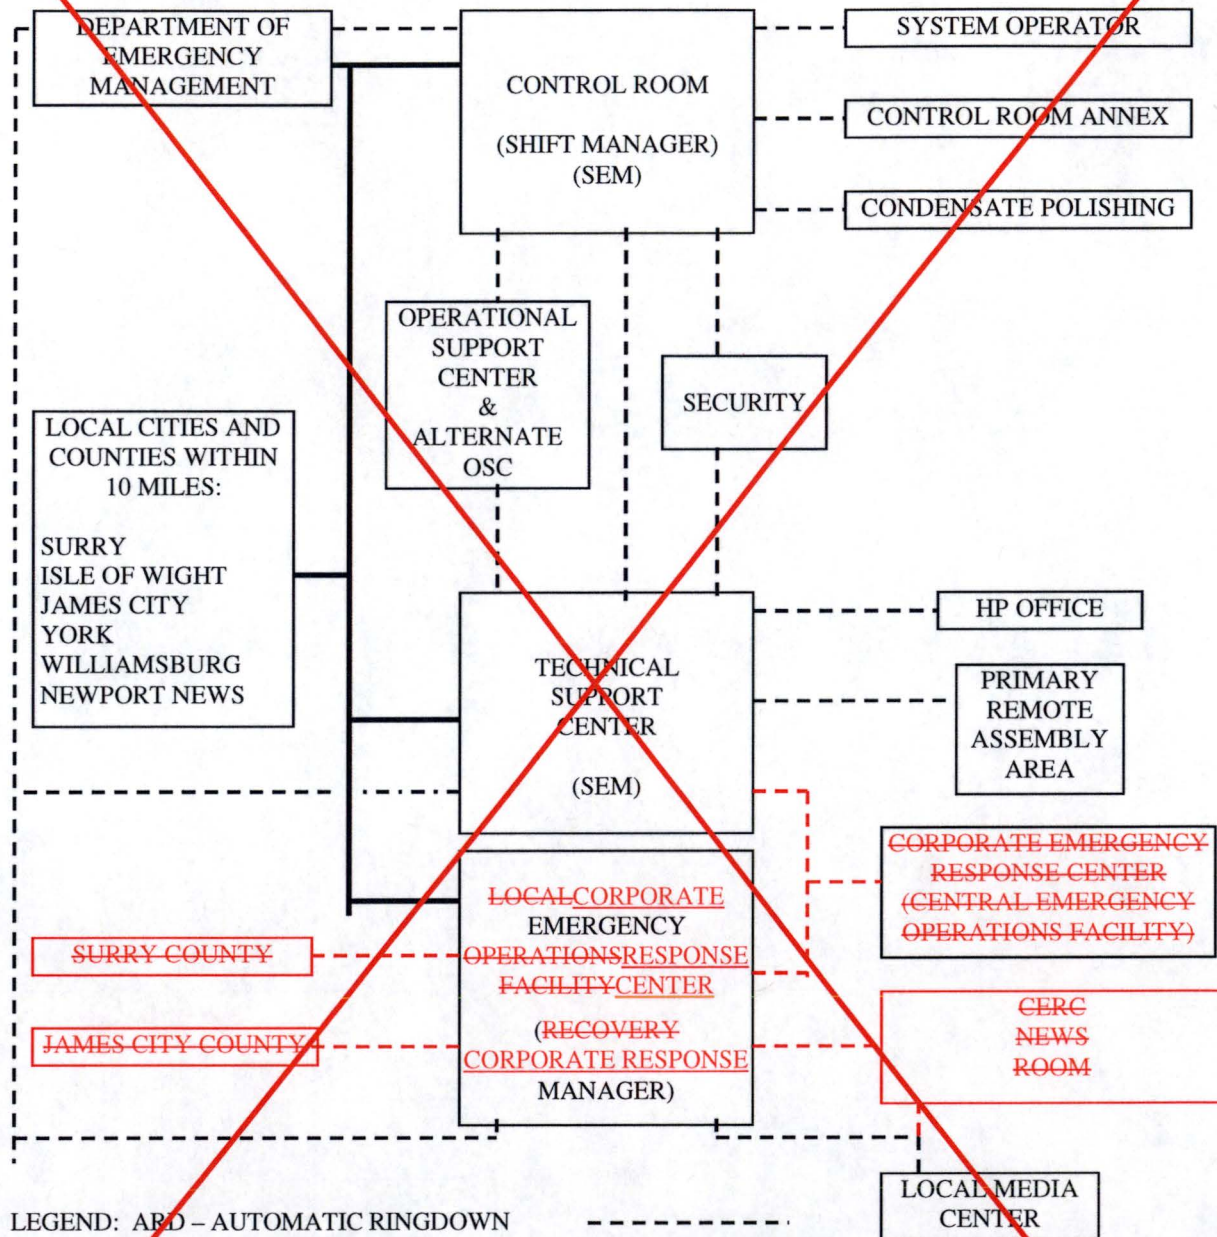 DEPARTMENT OF
EMERGENCY
MANAGEMENT
CONTROL ROOM
(SHIFT MANAGER)
(SEM)
SYSTEM OPERATOR
CONTROL ROOM ANNEX
CONDENSATE POLISHING
OPERATIONAL
SUPPORT
CENTER
&
ALTERNATE
OSC
SECURITY
LOCAL CITIES AND
COUNTIES WITHIN
10 MILES:
SURRY
ISLE OF WIGHT
JAMES CITY
YORK
WILLIAMSBURG
NEWPORT NEWS
TECHNICAL
SUPPORT
CENTER
(SEM)
HP OFFICE
PRIMARY
REMOTE
ASSEMBLY
AREA
CORPORATE EMERGENCY
RESPONSE CENTER
(CENTRAL EMERGENCY
OPERATIONS FACILITY)
LOCALCORPORATE
EMERGENCY
OPERATIONSRESPONSE
FACILITYCENTER
(RECOVERY
CORPORATE RESPONSE
MANAGER)
SURRY COUNTY
JAMES CITY COUNTY
CERC
NEWS
ROOM
LOCAL MEDIA
CENTER
LEGEND: ARD – AUTOMATIC RINGDOWN